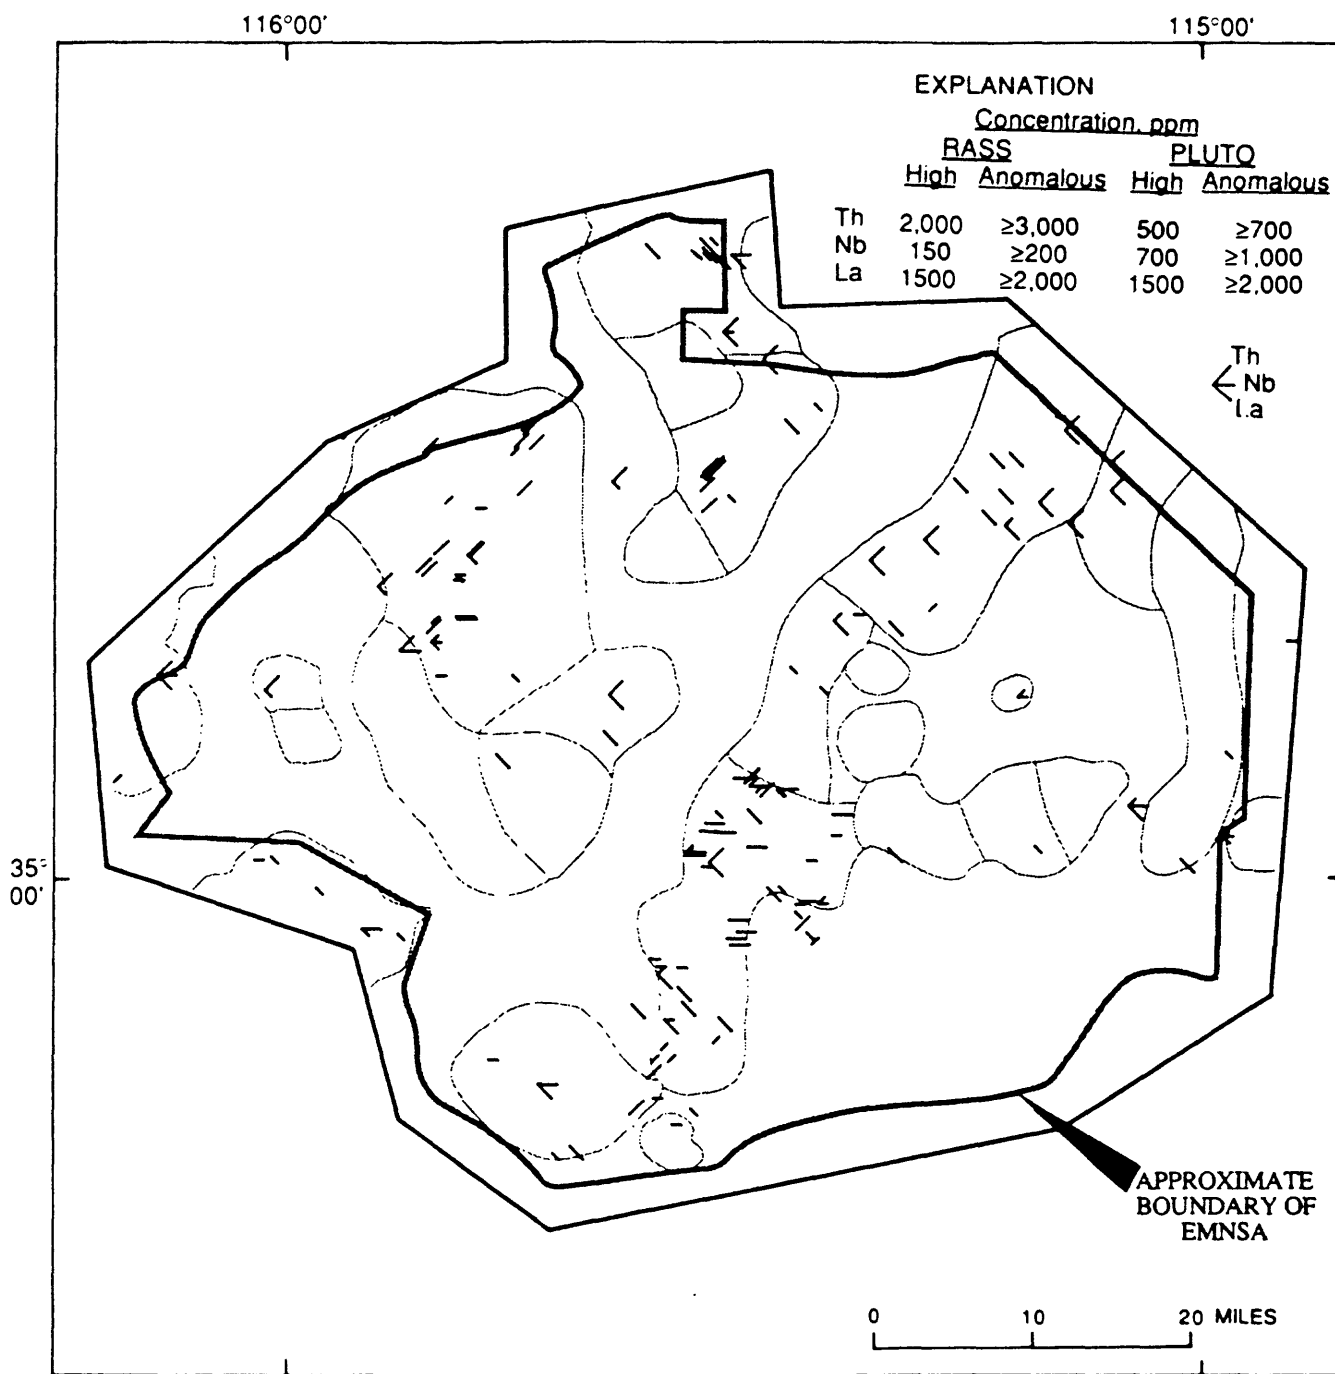 116°00' 115°00'
EXPLANATION
Concentration, ppm
RASS PLUTO
High Anomalous High Anomalous
Th 2,000 ≥3,000 500 ≥700
Nb 150 ≥200 700 ≥1,000
La 1500 ≥2,000 1500 ≥2,000
Th
Nb
La
35°
00'
APPROXIMATE
BOUNDARY OF
EMNSA
0 10 20 MILES